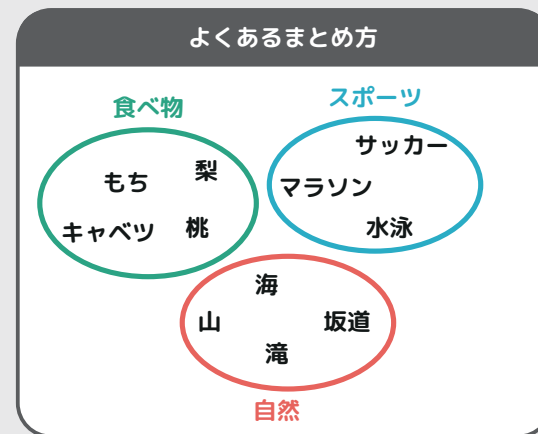 よくあるまとめ方
食べ物
もち
梨
キャベツ
桃
スポーツ
サッカー
マラソン
水泳
海
山
坂道
滝
自然